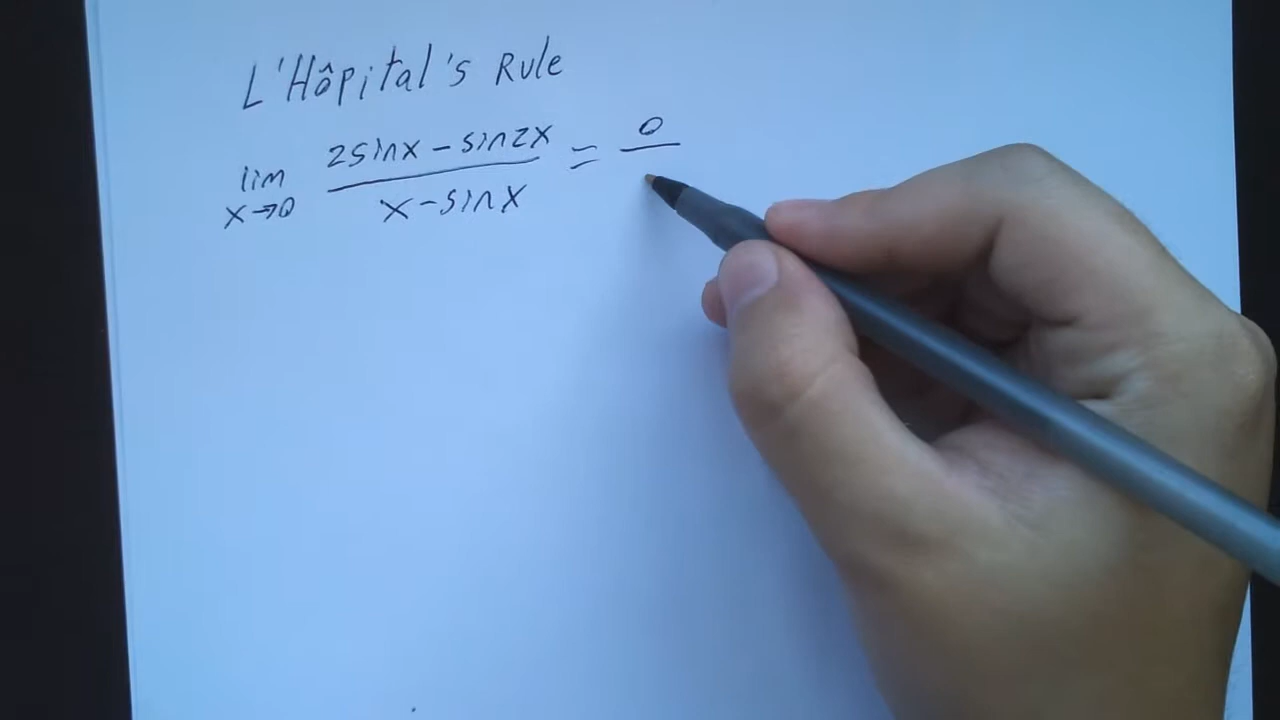 L'Hôpital's Rule
lim x→0 (2sinx - sin2x)/(x - sinx) = 0/